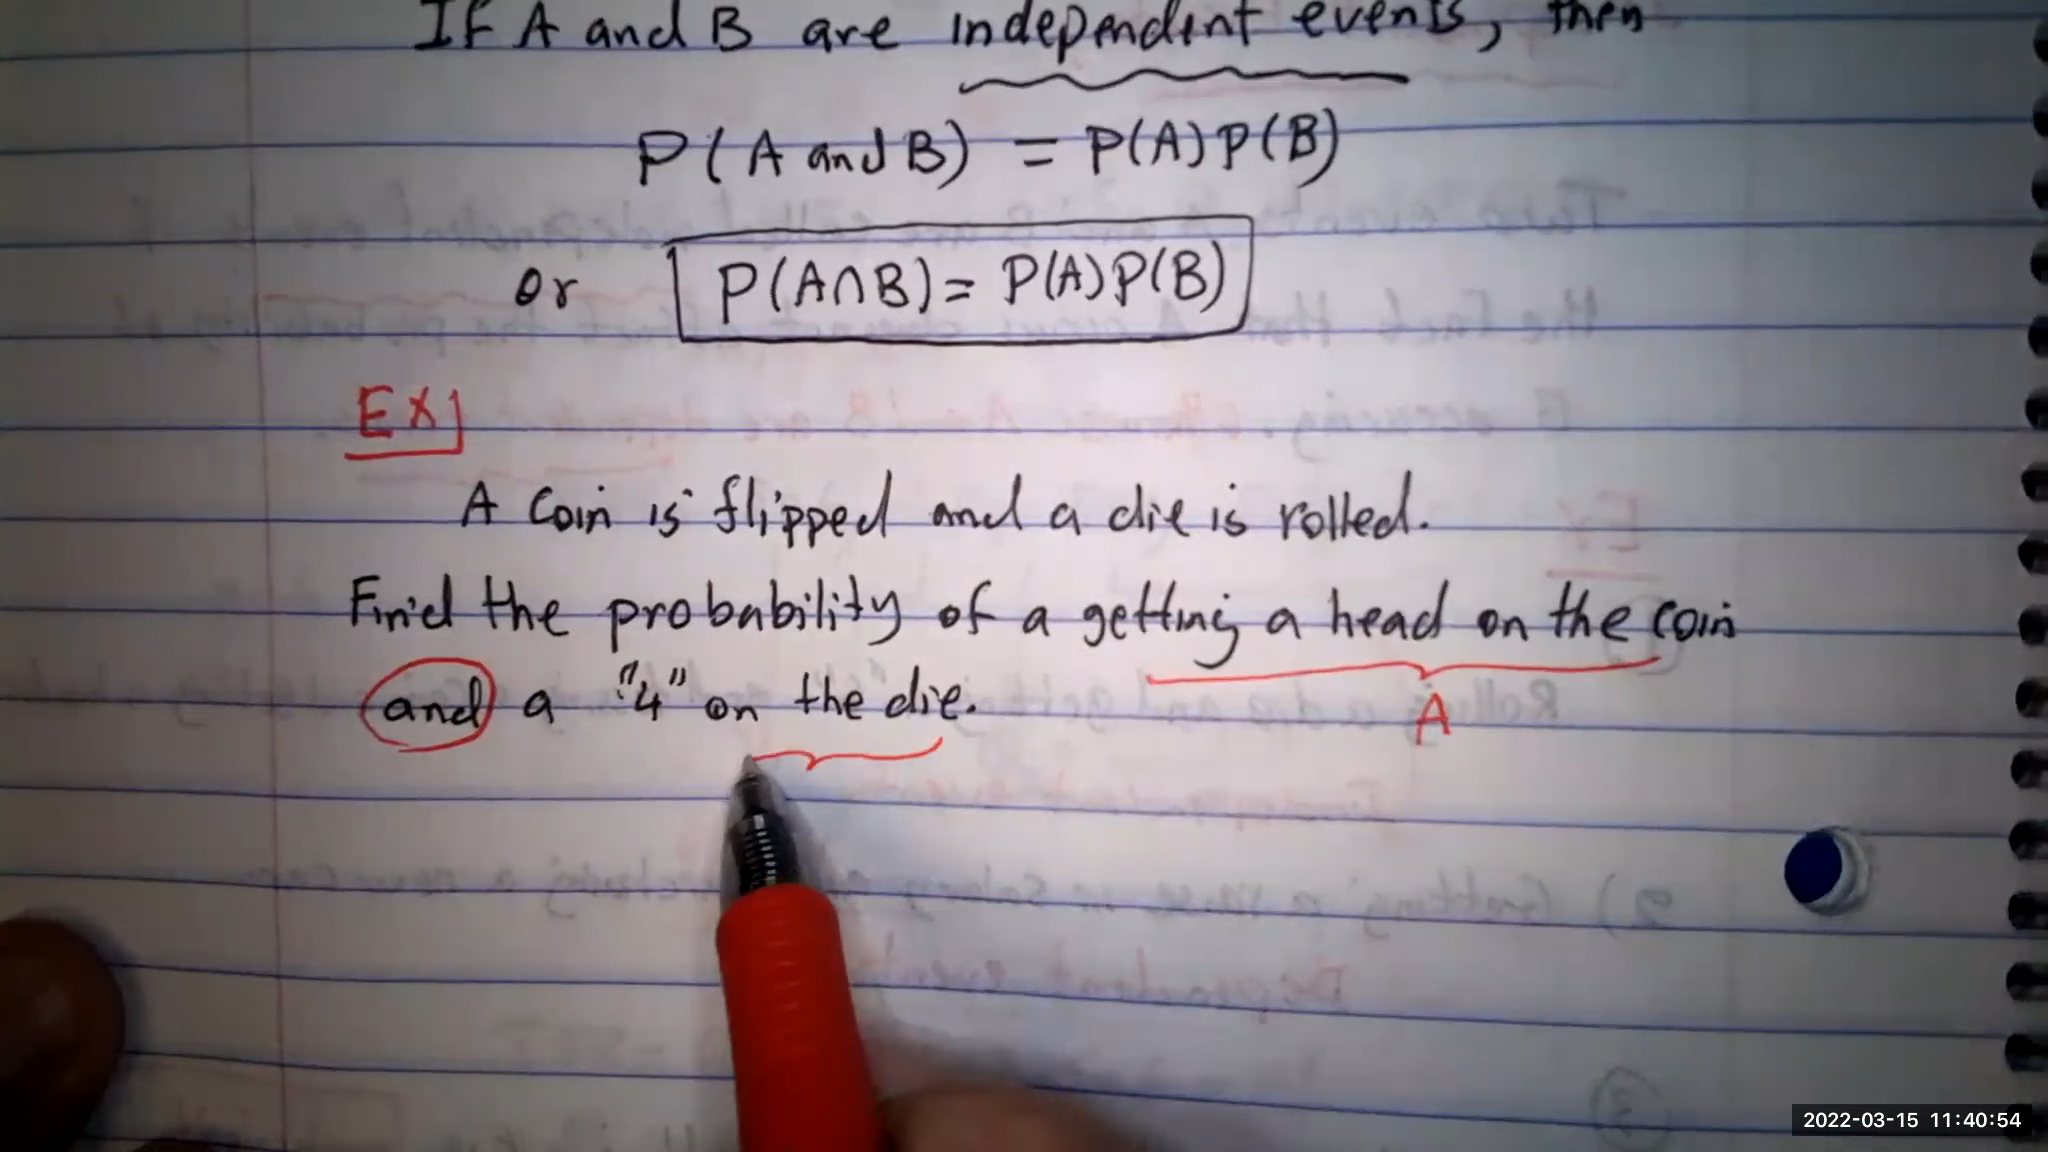 If A and B are independent events, then
P(A and B) = P(A)P(B)
or P(A∩B) = P(A)P(B)
EX
A coin is flipped and a die is rolled.
Find the probability of a getting a head on the coin
and a "4" on the die.
A
2022-03-15 11:40:54